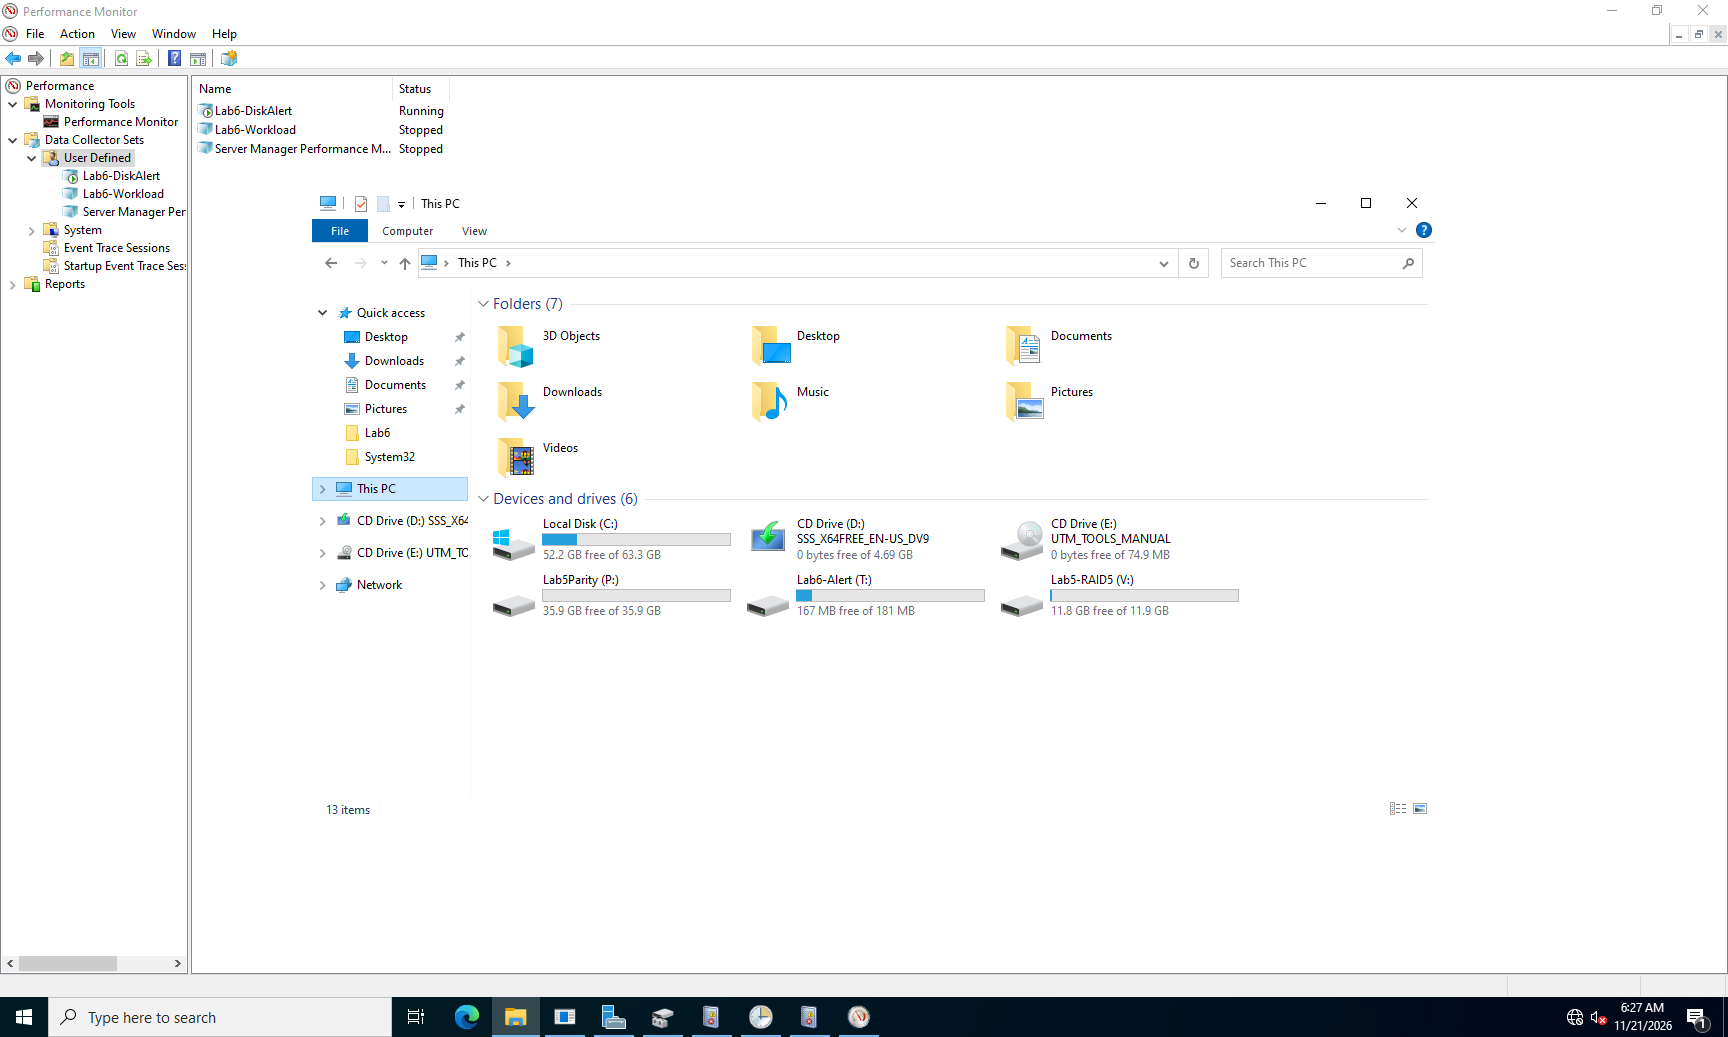 Performance Monitor
File Action View Window Help
Performance
Monitoring Tools
Performance Monitor
Data Collector Sets
User Defined
Lab6-DiskAlert
Lab6-Workload
Server Manager Per
System
Event Trace Sessions
Startup Event Trace Ses
Reports
Name Status
Lab6-DiskAlert Running
Lab6-Workload Stopped
Server Manager Performance M... Stopped
This PC
File Computer View
This PC
Search This PC
Quick access
Desktop
Downloads
Documents
Pictures
Lab6
System32
This PC
CD Drive (D:) SSS_X64
CD Drive (E:) UTM_TO
Network
Folders (7)
3D Objects
Desktop
Documents
Downloads
Music
Pictures
Videos
Devices and drives (6)
Local Disk (C:)
52.2 GB free of 63.3 GB
CD Drive (D:)
SSS_X64FREE_EN-US_DV9
0 bytes free of 4.69 GB
CD Drive (E:)
UTM_TOOLS_MANUAL
0 bytes free of 74.9 MB
Lab5Parity (P:)
35.9 GB free of 35.9 GB
Lab6-Alert (T:)
167 MB free of 181 MB
Lab5-RAID5 (V:)
11.8 GB free of 11.9 GB
13 items
Type here to search
6:27 AM
11/21/2026
1